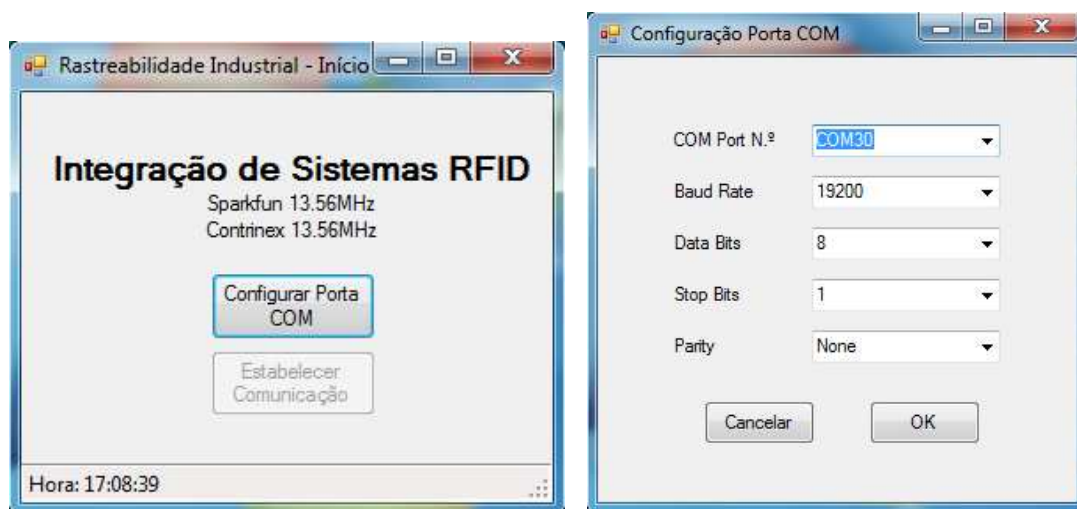 Rastreabilidade Industrial - Início
Integração de Sistemas RFID
Sparkfun 13.56MHz
Contrinex 13.56MHz
Configurar Porta
COM
Estabelecer
Comunicação
Hora: 17:08:39
Configuração Porta COM
COM Port N.º COM30
Baud Rate 19200
Data Bits 8
Stop Bits 1
Parity None
Cancelar OK